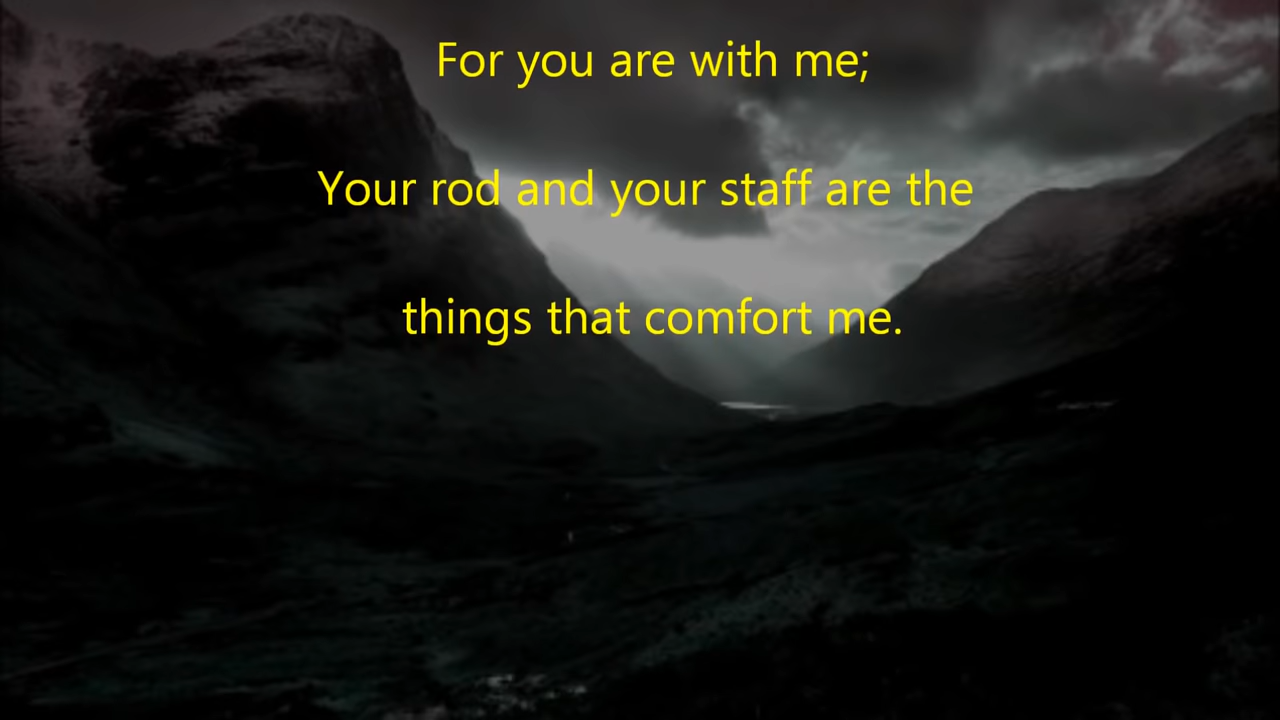 For you are with me;
Your rod and your staff are the
things that comfort me.